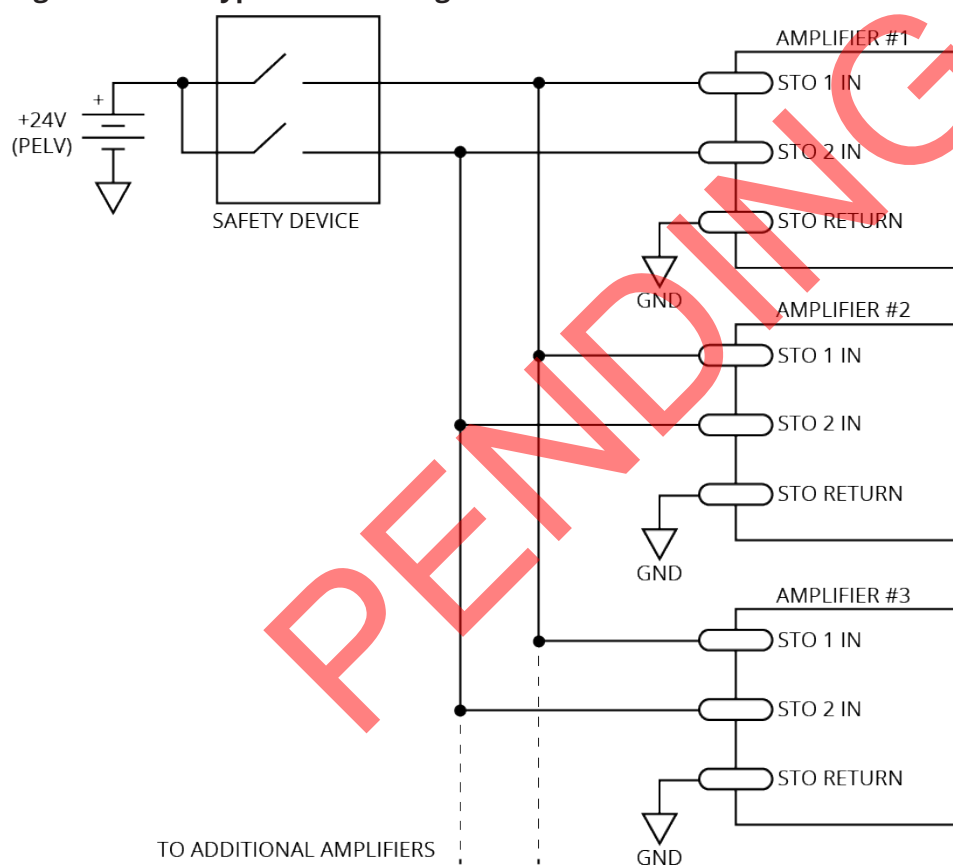 AMPLIFIER #1
STO 1 IN
+
+24V
(PELV)
STO 2 IN
SAFETY DEVICE
STO RETURN
GND
AMPLIFIER #2
STO 1 IN
STO 2 IN
STO RETURN
GND
AMPLIFIER #3
STO 1 IN
STO 2 IN
STO RETURN
TO ADDITIONAL AMPLIFIERS
GND
PENDING